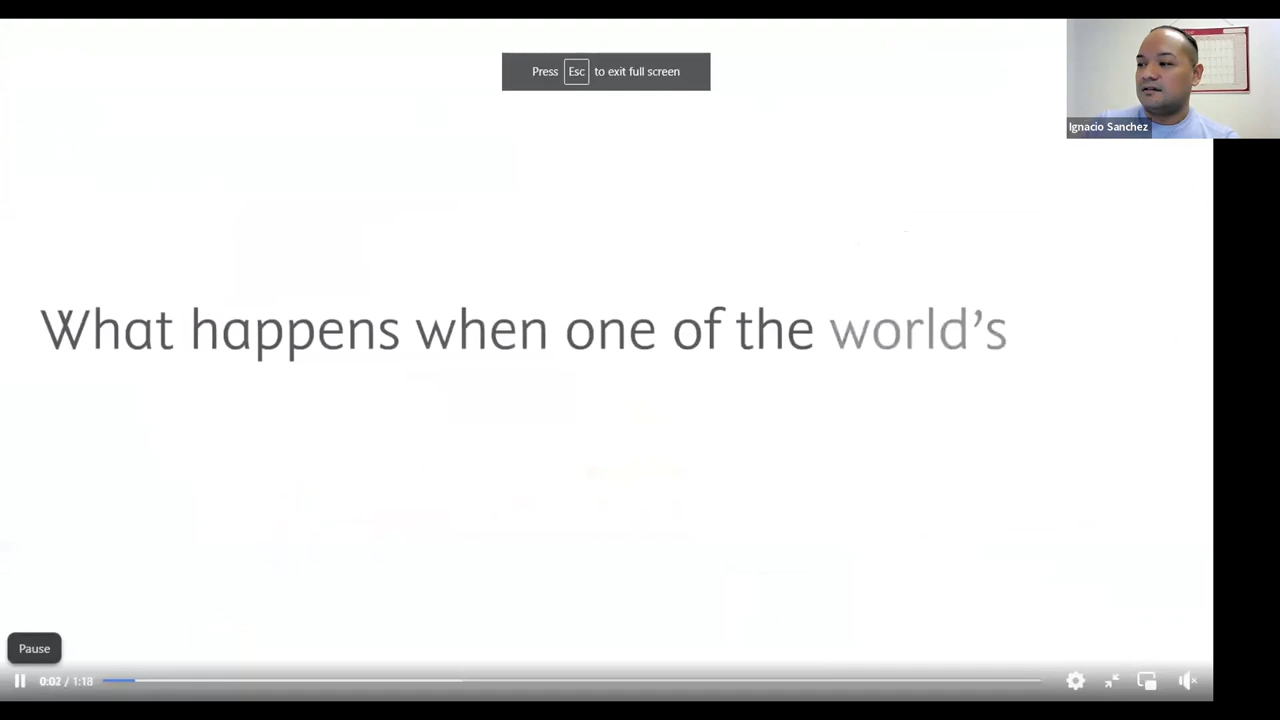 Press Esc to exit full screen
Ignacio Sanchez
What happens when one of the world’s
Pause
0:02 / 1:18